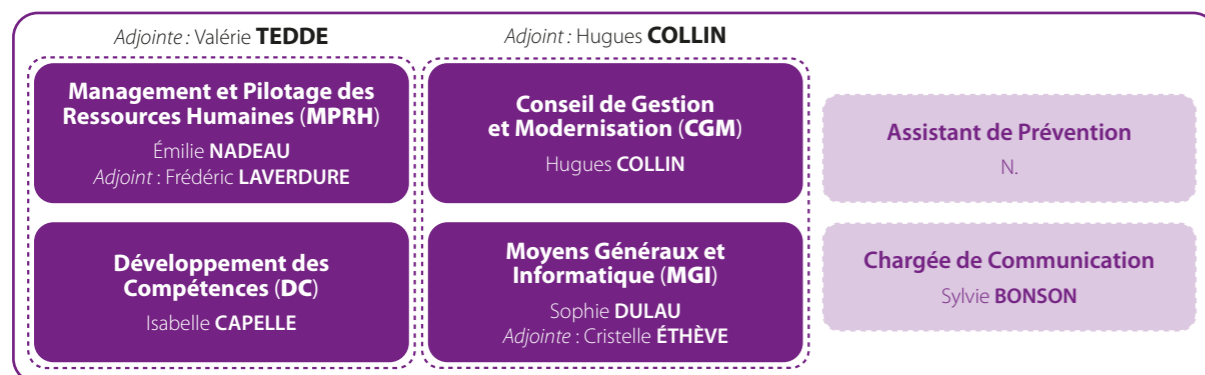 Adjointe : Valérie TEDDE
Management et Pilotage des
Ressources Humaines (MPRH)
Émilie NADEAU
Adjoint : Frédéric LAVERDURE
Développement des
Compétences (DC)
Isabelle CAPELLE
Adjoint : Hugues COLLIN
Conseil de Gestion
et Modernisation (CGM)
Hugues COLLIN
Moyens Généraux et
Informatique (MGI)
Sophie DULAU
Adjointe : Cristelle ÉTHÈVE
Assistant de Prévention
N.
Chargée de Communication
Sylvie BONSON